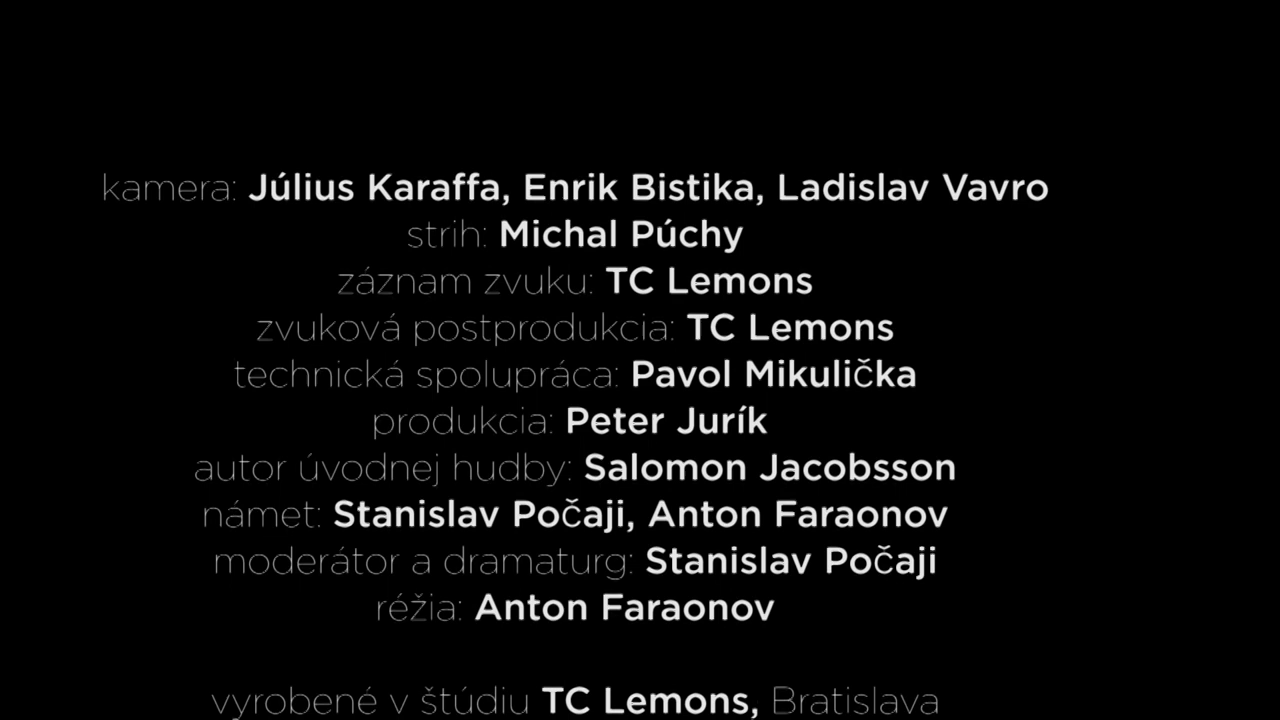 kamera: Július Karaffa, Enrik Bistika, Ladislav Vavro
strih: Michal Púchy
záznam zvuku: TC Lemons
zvuková postprodukcia: TC Lemons
technická spolupráca: Pavol Mikulička
produkcia: Peter Jurík
autor úvodnej hudby: Salomon Jacobsson
námet: Stanislav Počaji, Anton Faraonov
moderátor a dramaturg: Stanislav Počaji
réžia: Anton Faraonov
vyrobené v štúdiu TC Lemons, Bratislava